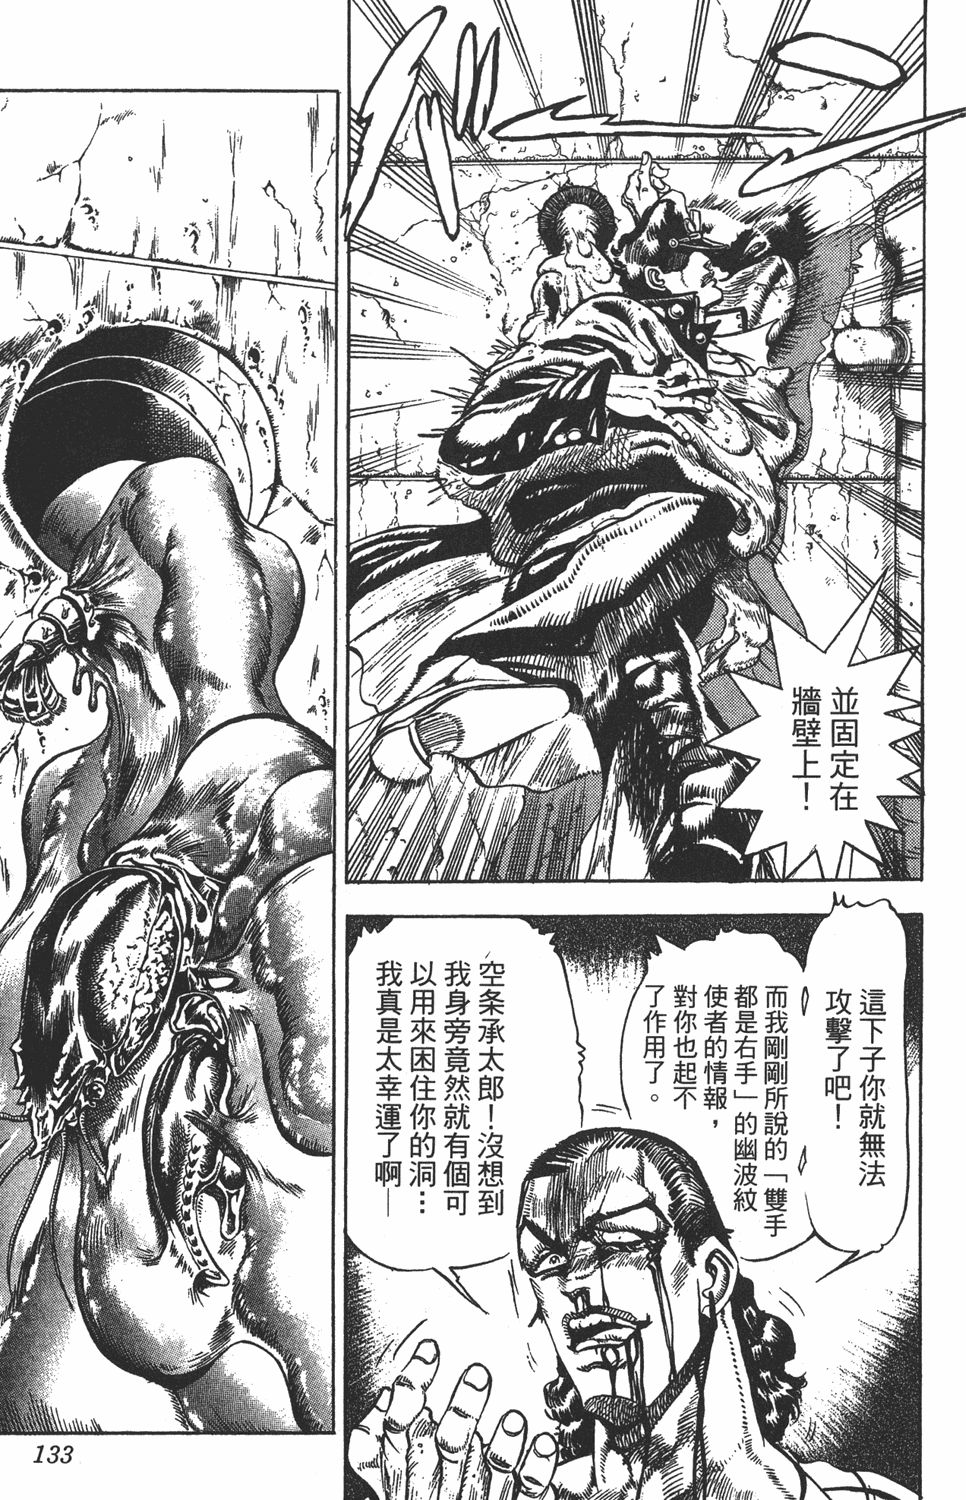 並固定在
牆壁上！
這下子你就無法
攻擊了吧！
而我剛剛所說的「雙手
都是右手」的幽波紋
使者的情報，
對你也起不
了作用了。
空条承太郎！沒想到
我身旁竟然就有個可
以用來困住你的洞…
我真是太幸運了啊—
133